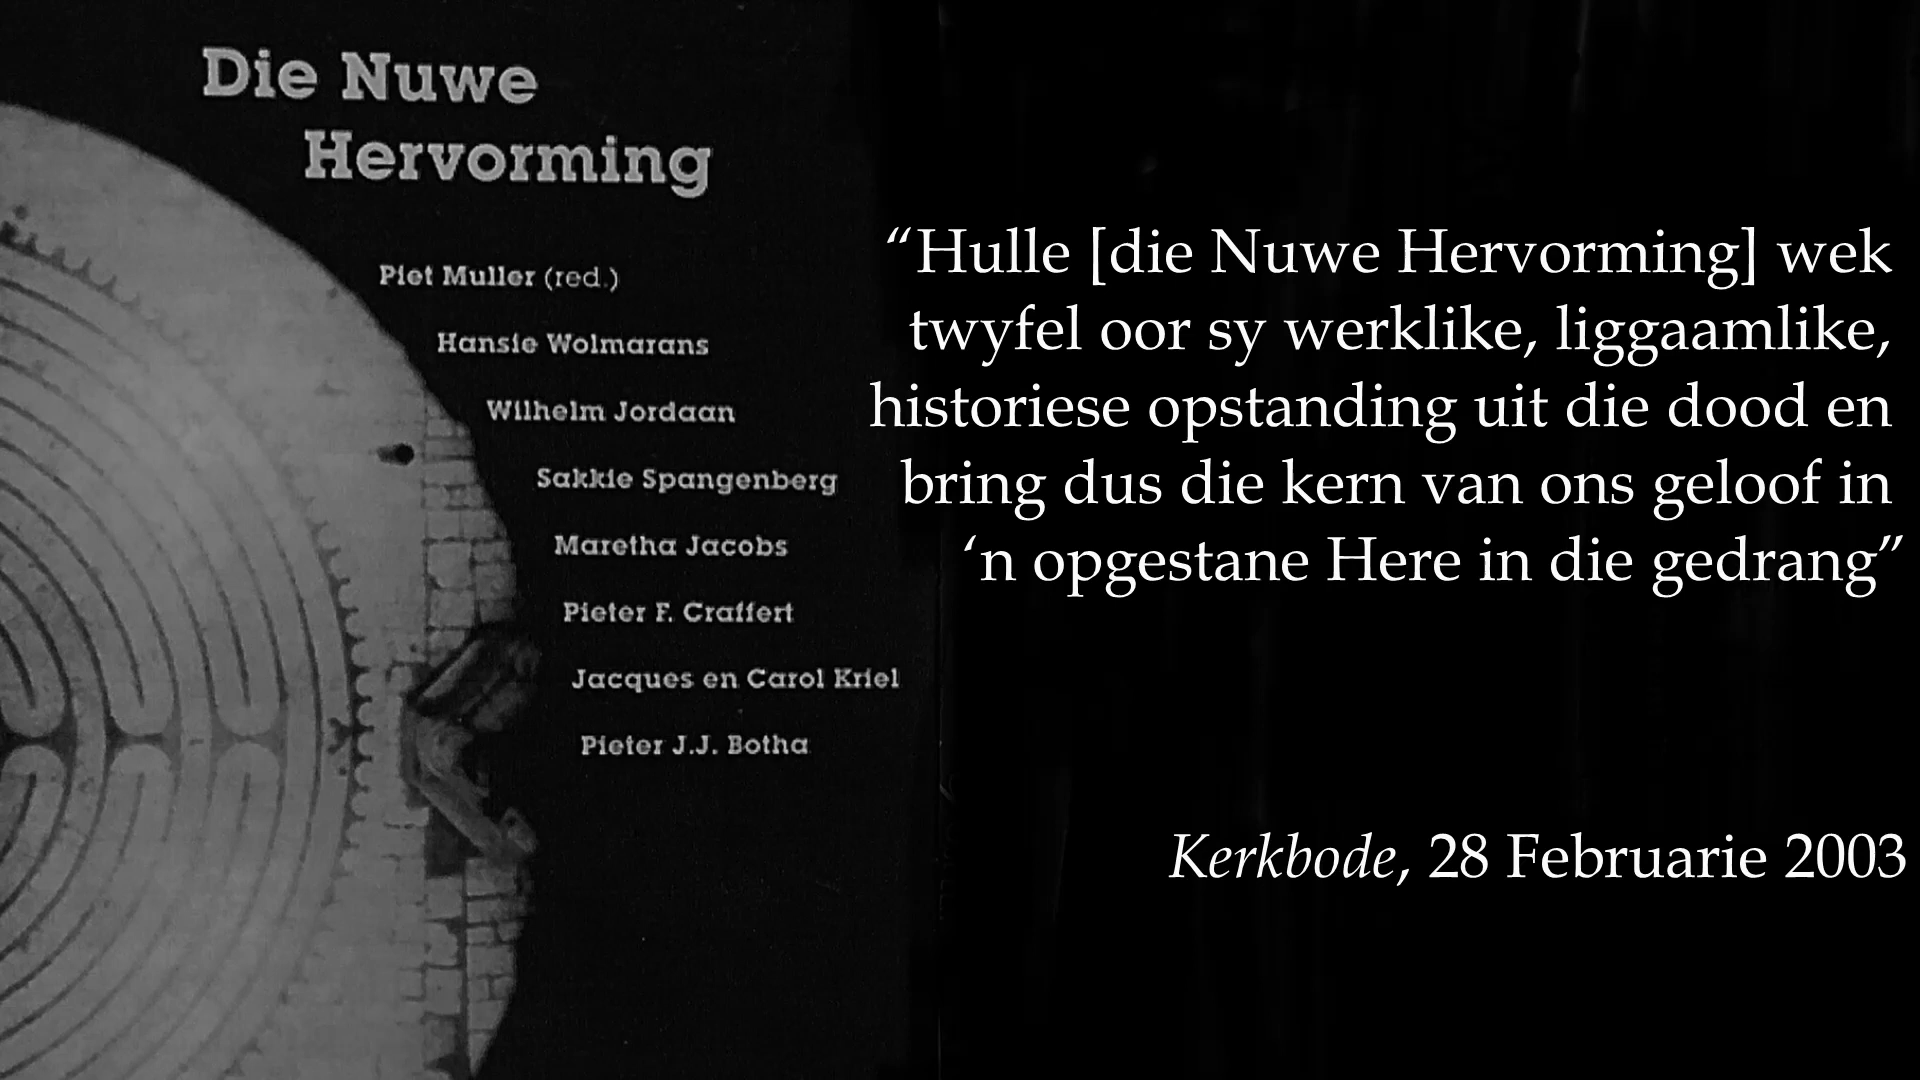 Die Nuwe
Hervorming
Piet Muller (red.)
Hansie Wolmarans
Wilhelm Jordaan
Sakkie Spangenberg
Maretha Jacobs
Pieter F. Craffert
Jacques en Carol Kriel
Pieter J.J. Botha
“Hulle [die Nuwe Hervorming] wek
twyfel oor sy werklike, liggaamlike,
historiese opstanding uit die dood en
bring dus die kern van ons geloof in
‘n opgestane Here in die gedrang”
Kerkbode, 28 Februarie 2003